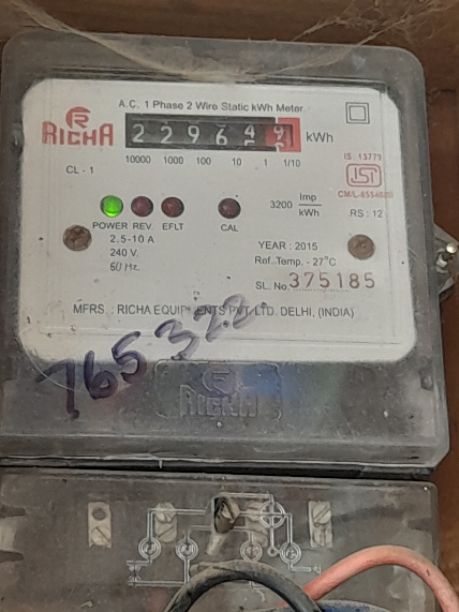 A.C. 1 Phase 2 Wire Static kWh Meter
R
RICHA
22964 kWh
10000 1000 100 10 1 1/10
CL - 1
IS : 13779
ISI
3200 Imp/kWh
RS : 12
POWER REV. EFLT CAL
2.5-10 A
240 V.
50 Hz.
YEAR : 2015
Ref. Temp. - 27°C
SL. No. 375185
MFRS. : RICHA EQUIPMENTS PVT. LTD. DELHI, (INDIA)
765322
RICHA